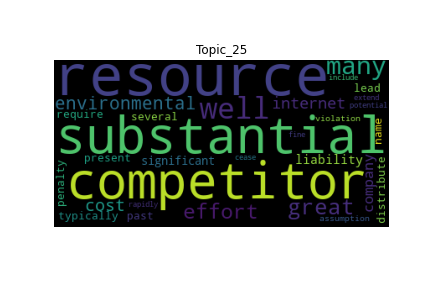 Topic_25
resource
many
include
lead
extend
potential
environmental
well
internet
require
several
violation
name
substantial
fine
penalty
present
significant
cease
liability
company
distribute
competitor
cost
rapidly
effort
great
typically
past
assumption